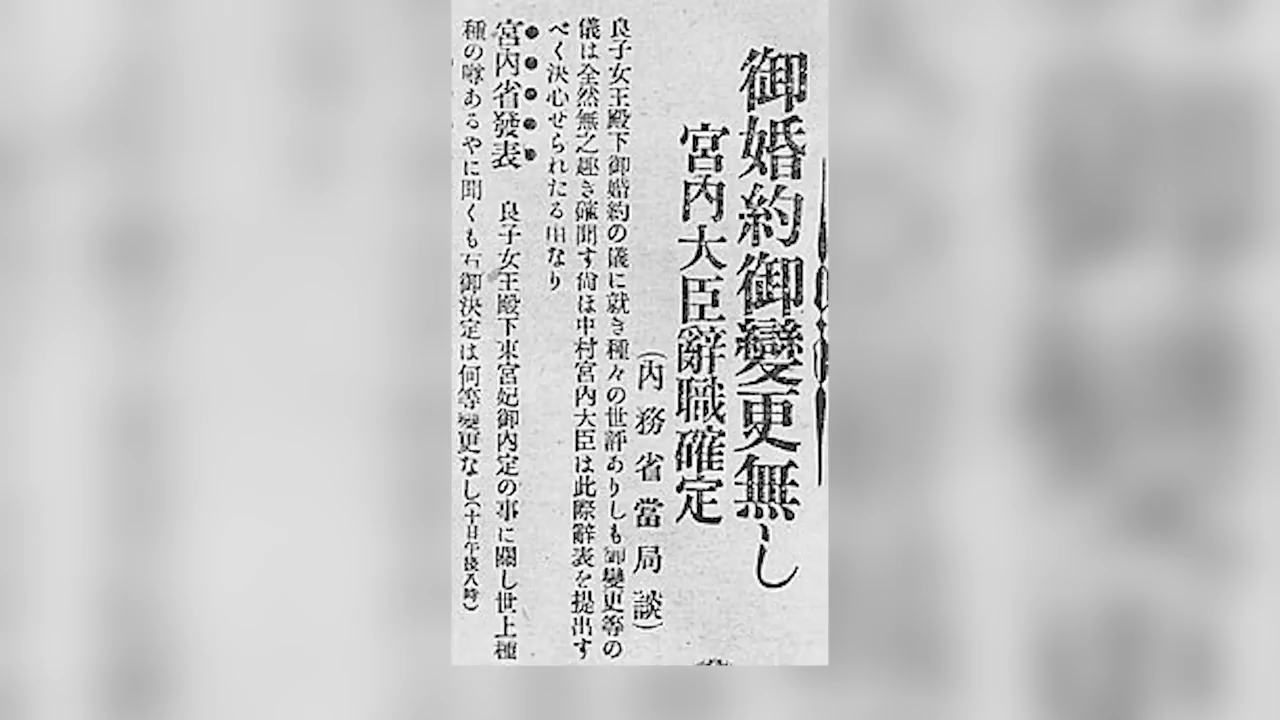 御婚約御變更無し
宮內大臣辭職確定
(內務省當局談)
良子女王殿下御婚約の儀に就き種々の世評ありしも御變更等の
儀は全然無之趣き確聞す尙ほ中村宮內大臣は此際辭表を提出す
べく決心せられたる由なり
宮內省發表 良子女王殿下東宮妃御內定の事に關し世上種
種の噂あるやに聞くも右御決定は何等變更なし(十日午後八時)